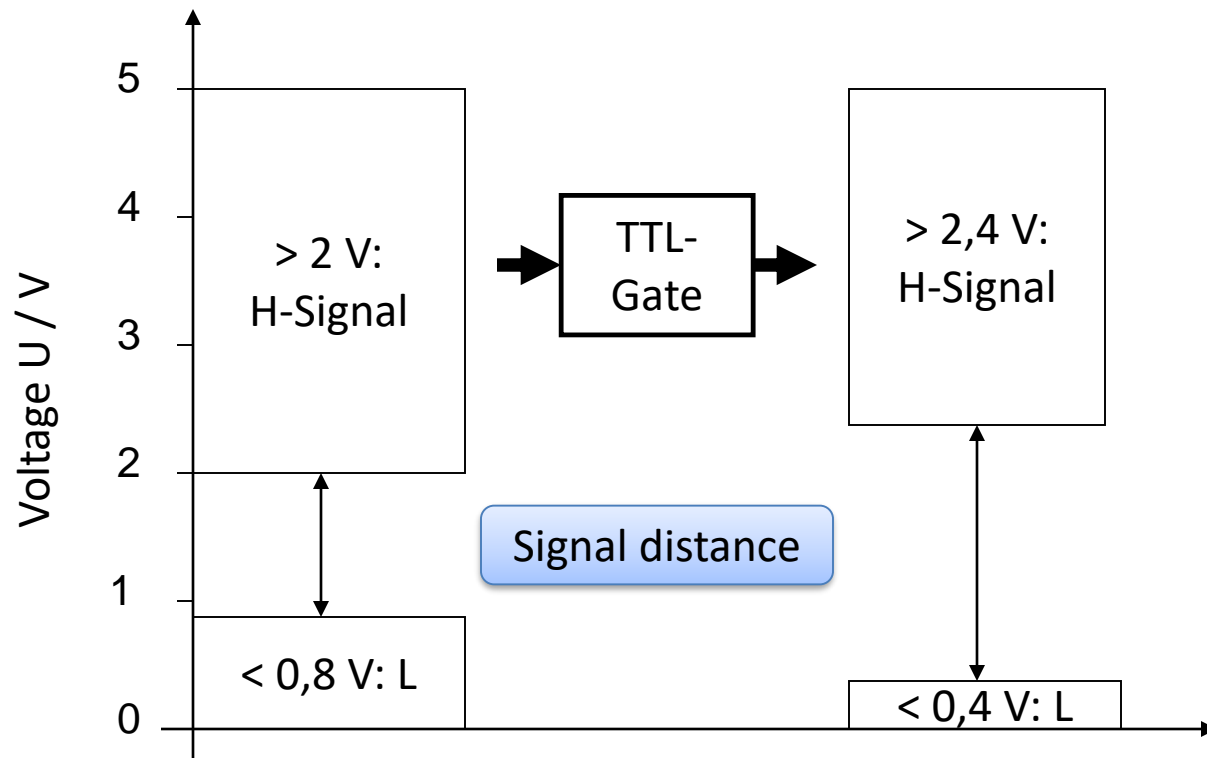 Voltage U / V
5
4
3
2
1
0
> 2 V:
H-Signal
< 0,8 V: L
TTL-
Gate
Signal distance
> 2,4 V:
H-Signal
< 0,4 V: L